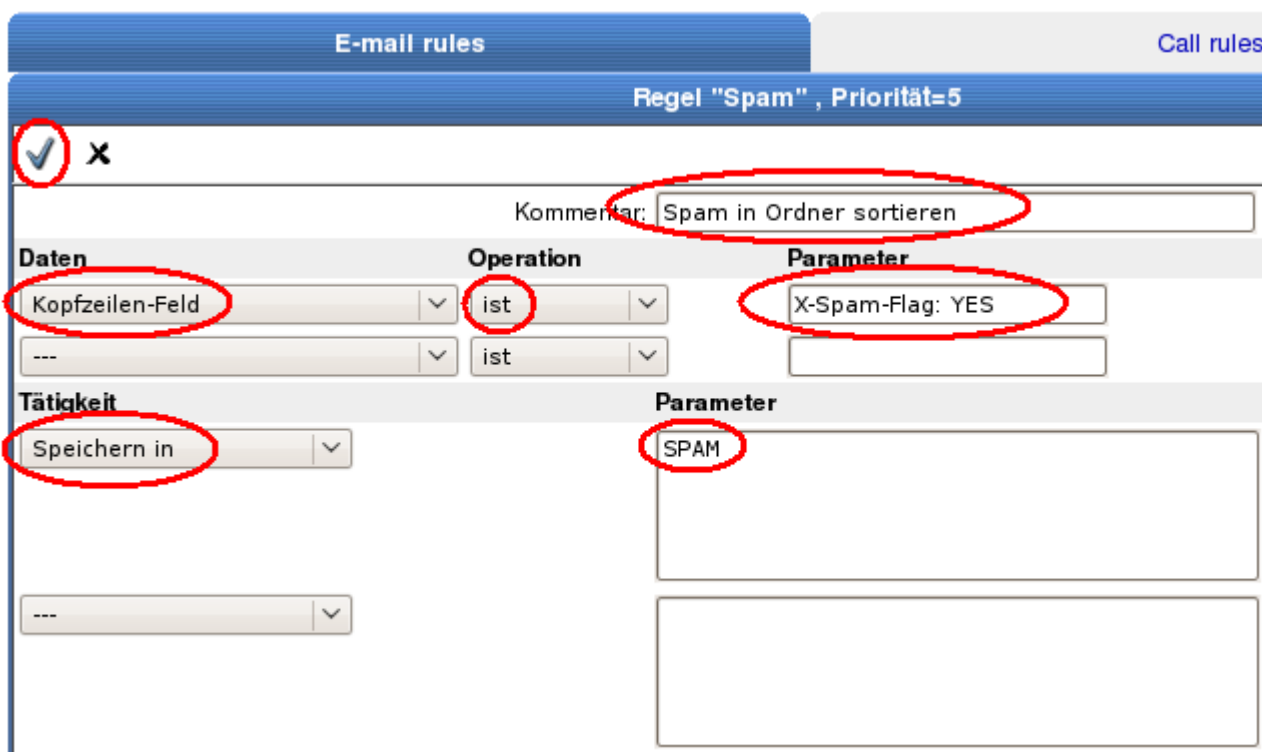 E-mail rules Call rules
Regel "Spam" , Priorität=5
Kommentar: Spam in Ordner sortieren
Daten Operation Parameter
Kopfzeilen-Feld ist X-Spam-Flag: YES
--- ist
Tätigkeit Parameter
Speichern in SPAM
---